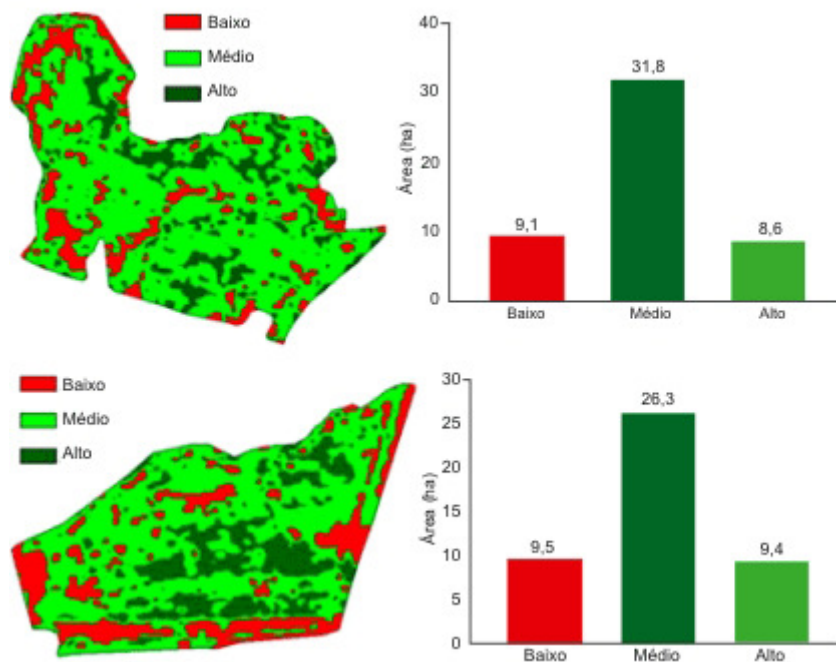 Baixo
Médio
Alto
Área (ha)
40
30
20
10
0
9,1
31,8
8,6
Baixo
Médio
Alto
Baixo
Médio
Alto
Área (ha)
30
25
20
15
10
5
0
9,5
26,3
9,4
Baixo
Médio
Alto